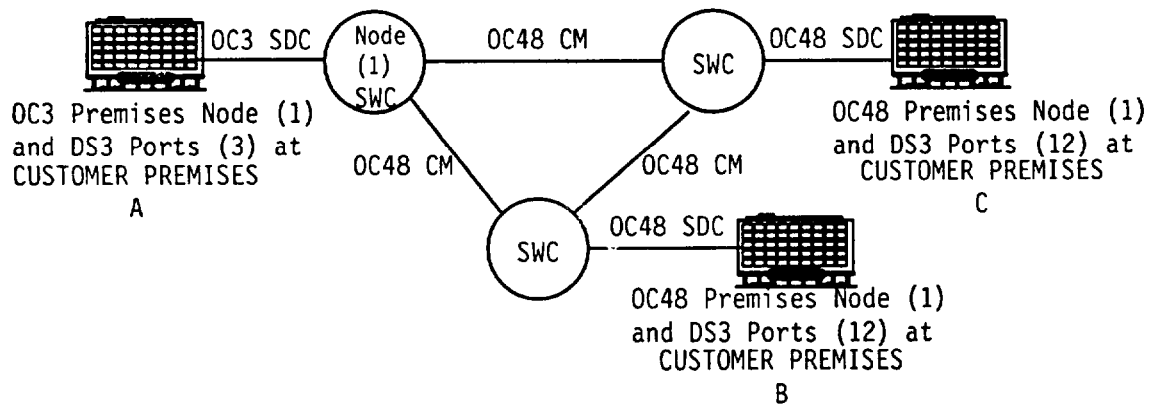 OC3 SDC
Node
(1)
SWC
OC48 CM
SWC
OC48 SDC
OC3 Premises Node (1)
and DS3 Ports (3) at
CUSTOMER PREMISES
A
OC48 Premises Node (1)
and DS3 Ports (12) at
CUSTOMER PREMISES
C
OC48 CM
OC48 CM
SWC
OC48 SDC
OC48 Premises Node (1)
and DS3 Ports (12) at
CUSTOMER PREMISES
B